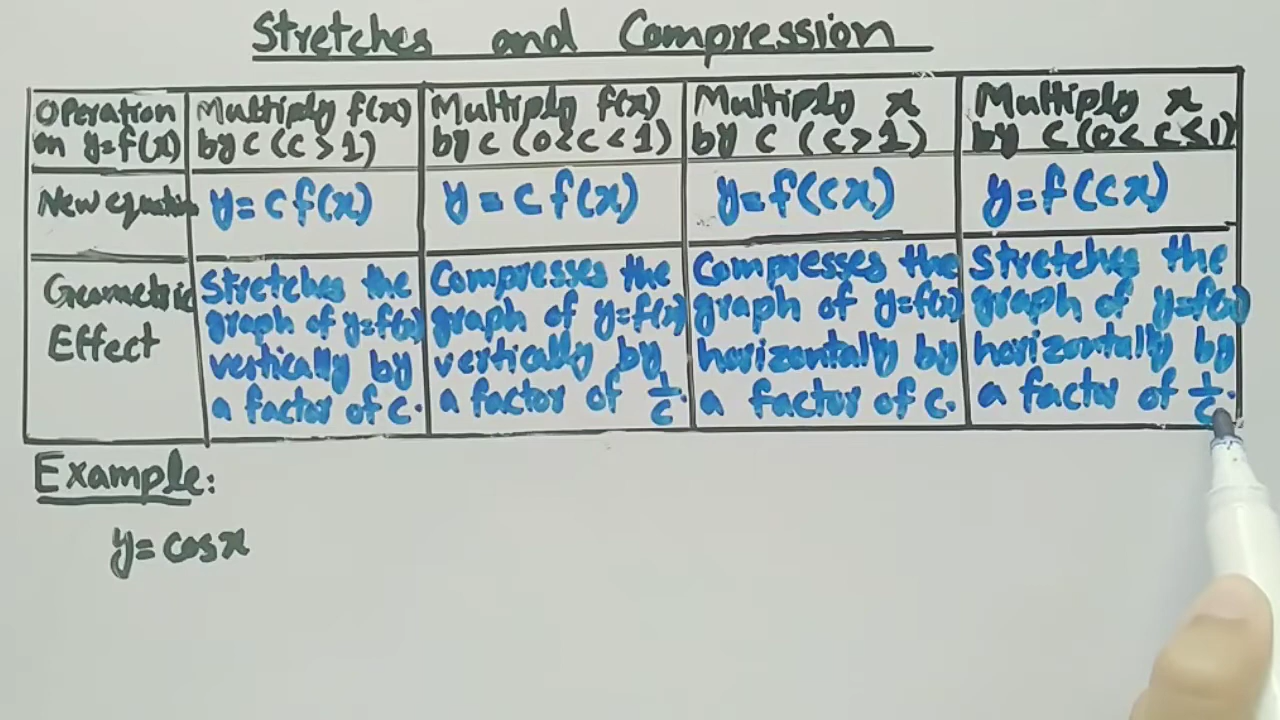 Stretches and Compression
Operation on y=f(x)
Multiply f(x) by c (c > 1)
Multiply f(x) by c (0 < c < 1)
Multiply x by c (c > 1)
Multiply x by c (0 < c ≤ 1)
New equation
y = c f(x)
y = c f(x)
y = f(cx)
y = f(cx)
Geometric Effect
Stretches the
graph of y=f(x)
vertically by
a factor of c.
Compresses the
graph of y=f(x)
vertically by
a factor of 1/c.
Compresses the
graph of y=f(x)
horizontally by
a factor of c.
Stretches the
graph of y=f(x)
horizontally by
a factor of 1/c.
Example:
y = cosx